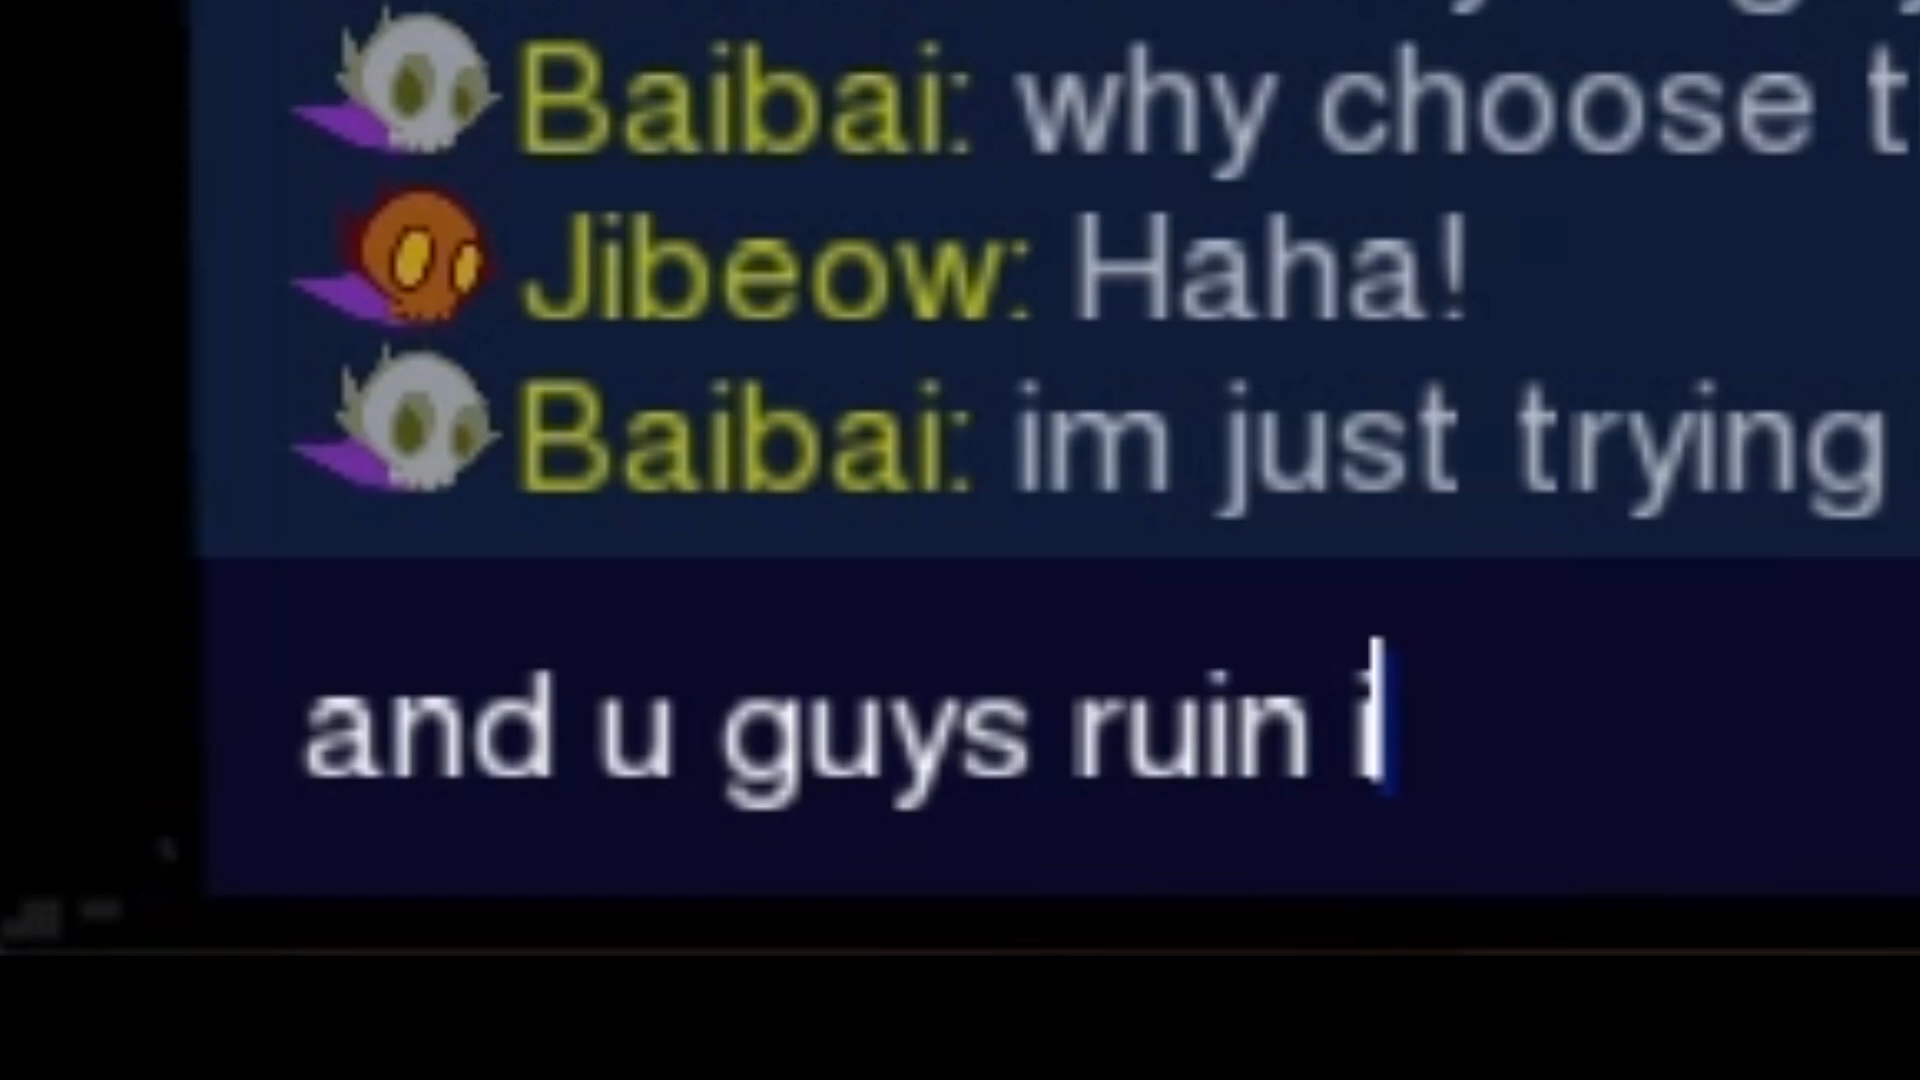 Baibai: why choose t
Jibeow: Haha!
Baibai: im just trying
and u guys ruin i